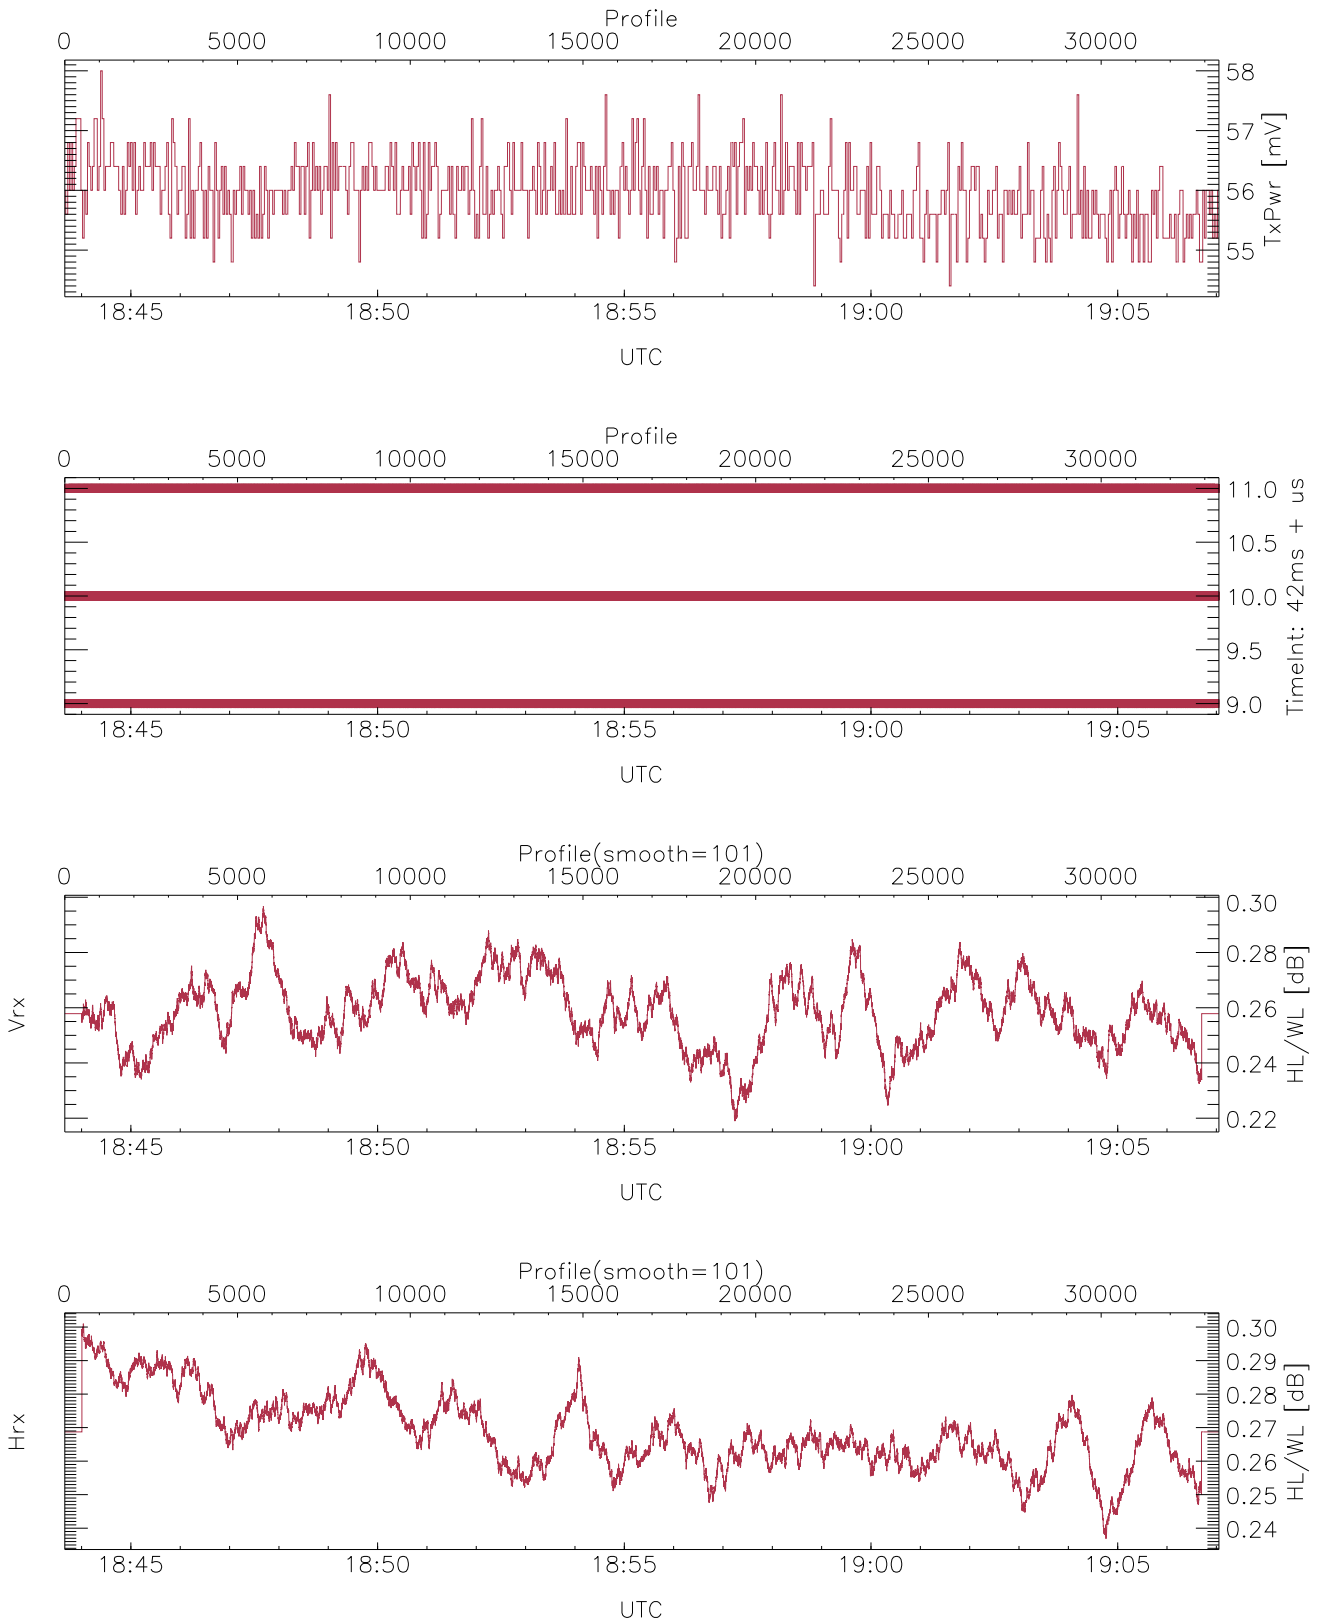 Profile
0 5000 10000 15000 20000 25000 30000
58
57
56
55
TxPwr [mV]
18:45 18:50 18:55 19:00 19:05
UTC
Profile
0 5000 10000 15000 20000 25000 30000
11.0
10.5
10.0
9.5
9.0
TimeInt: 42ms + us
18:45 18:50 18:55 19:00 19:05
UTC
Profile(smooth=101)
0 5000 10000 15000 20000 25000 30000
Vrx
0.30
0.28
0.26
0.24
0.22
HL/WL [dB]
18:45 18:50 18:55 19:00 19:05
UTC
Profile(smooth=101)
0 5000 10000 15000 20000 25000 30000
Hrx
0.30
0.29
0.28
0.27
0.26
0.25
0.24
HL/WL [dB]
18:45 18:50 18:55 19:00 19:05
UTC